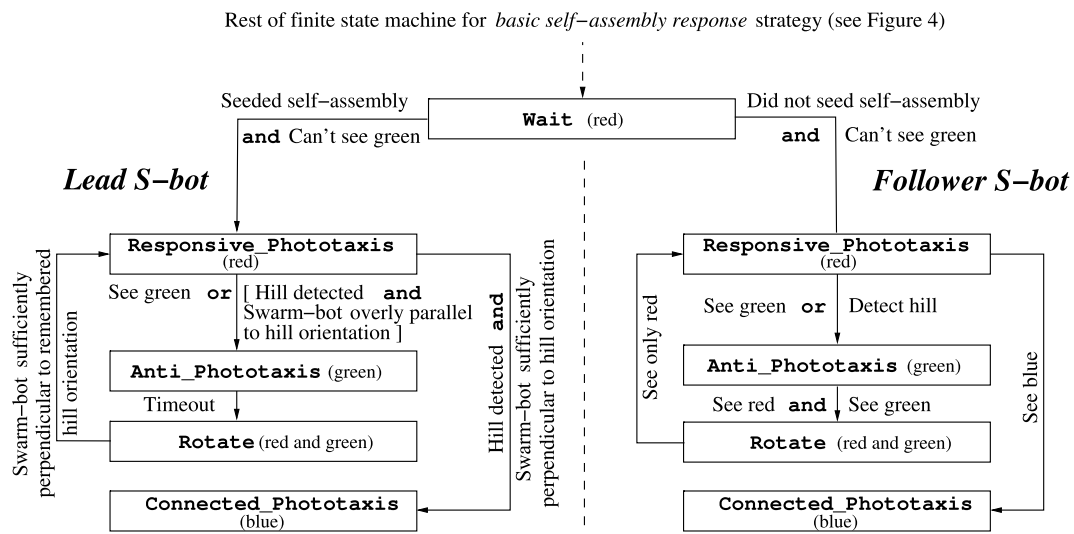 Rest of finite state machine for basic self−assembly response strategy (see Figure 4)
Seeded self−assembly
and Can't see green
Wait (red)
Did not seed self−assembly
and Can't see green
Lead S−bot
Follower S−bot
Responsive_Phototaxis
(red)
See green or [ Hill detected and
Swarm−bot overly parallel
to hill orientation ]
Anti_Phototaxis (green)
Timeout
Rotate (red and green)
Connected_Phototaxis
(blue)
Swarm−bot sufficiently
perpendicular to remembered
hill orientation
Hill detected and
Swarm−bot sufficiently
perpendicular to hill orientation
Responsive_Phototaxis
(red)
See green or Detect hill
Anti_Phototaxis (green)
See red and See green
Rotate (red and green)
Connected_Phototaxis
(blue)
See only red
See blue